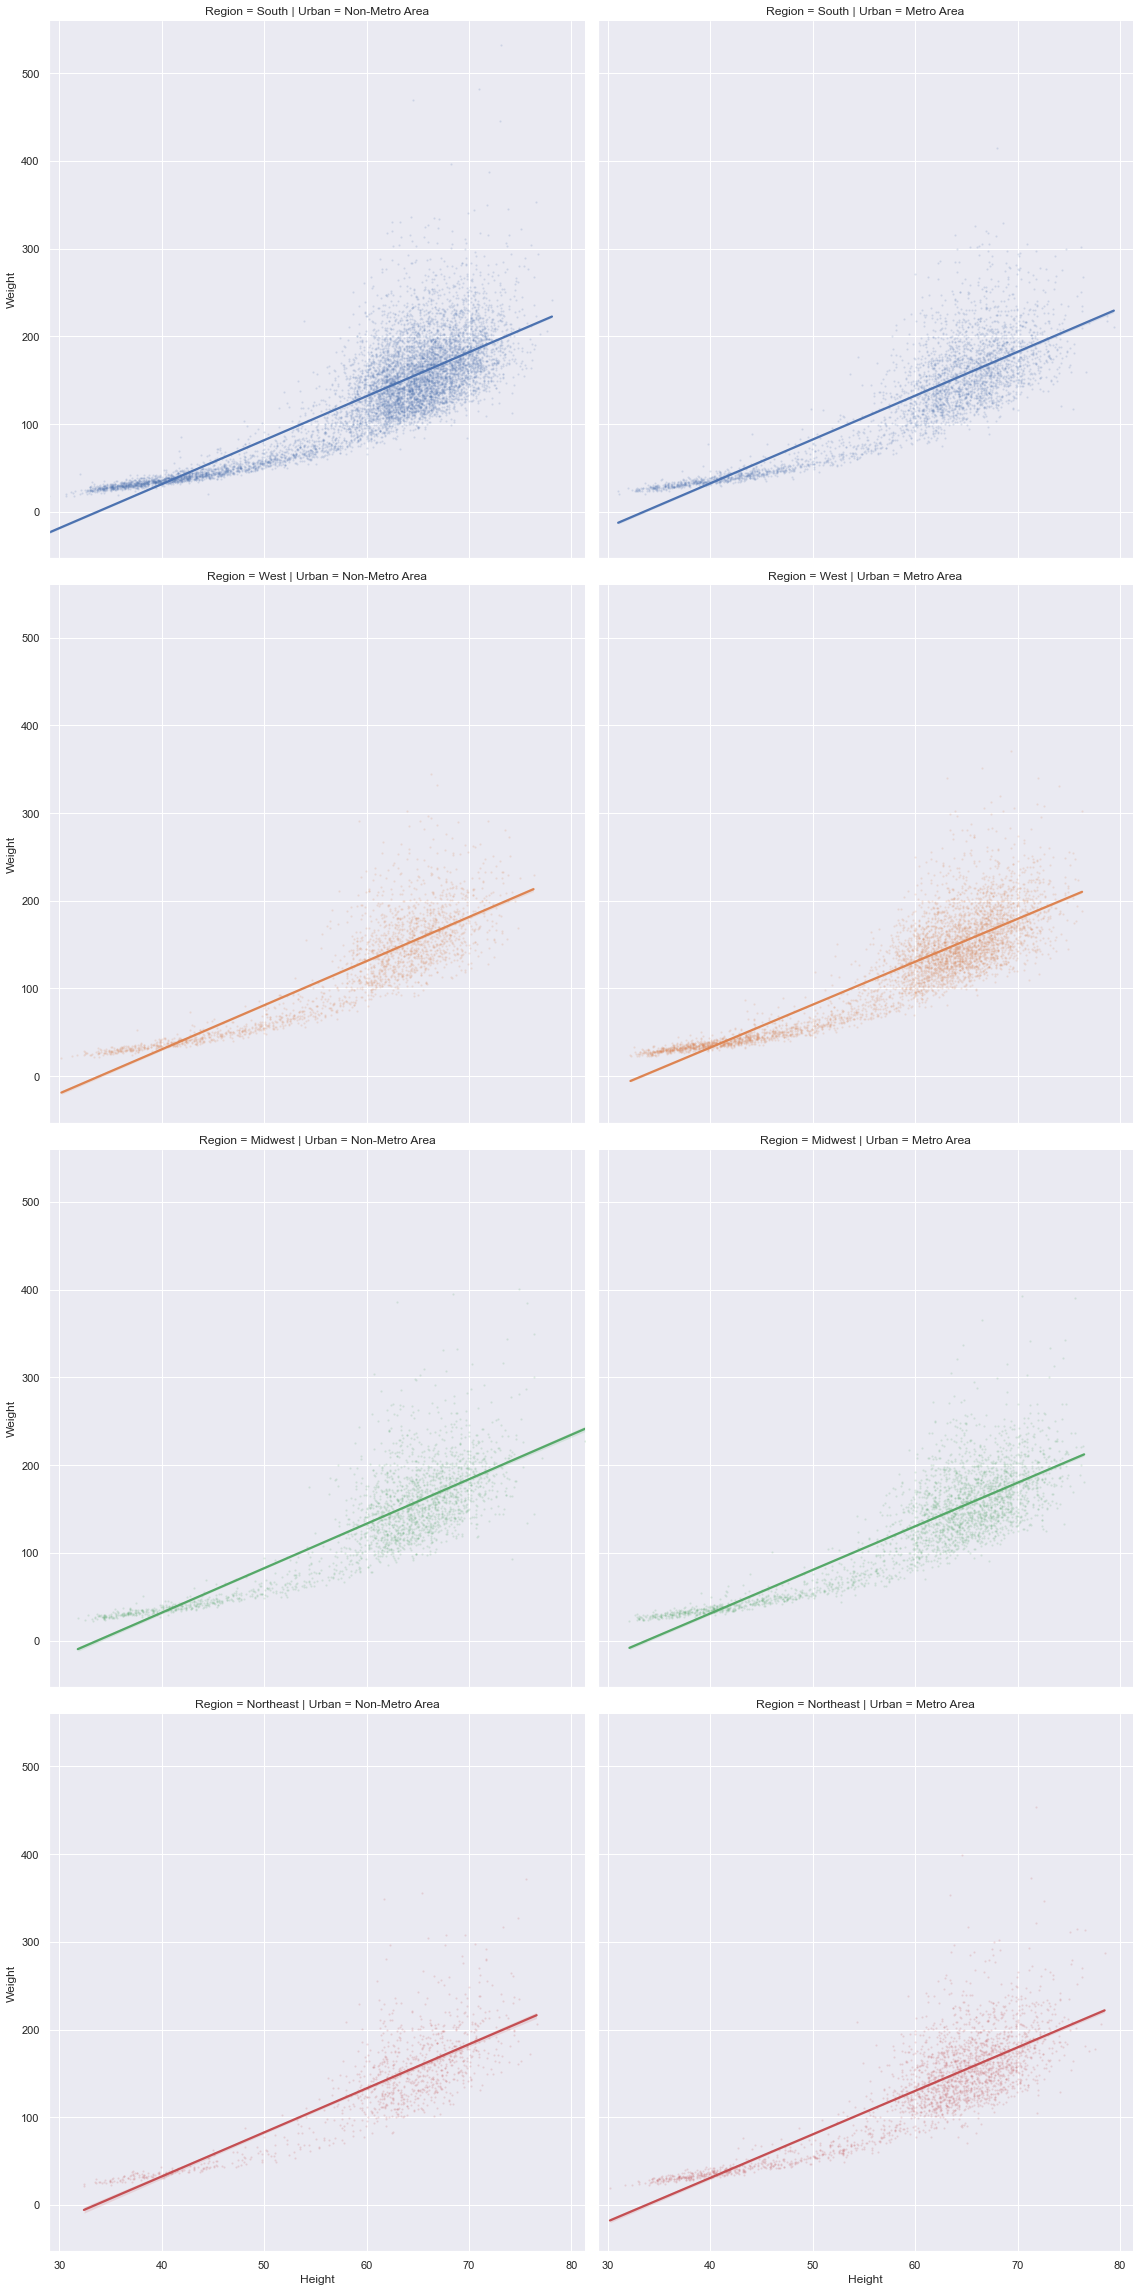 Region = South | Urban = Non-Metro Area
Region = South | Urban = Metro Area
500
400
300
200
100
0
Weight
Region = West | Urban = Non-Metro Area
Region = West | Urban = Metro Area
500
400
300
200
100
0
Weight
Region = Midwest | Urban = Non-Metro Area
Region = Midwest | Urban = Metro Area
500
400
300
200
100
0
Weight
Region = Northeast | Urban = Non-Metro Area
Region = Northeast | Urban = Metro Area
500
400
300
200
100
0
Weight
30 40 50 60 70 80
Height
30 40 50 60 70 80
Height